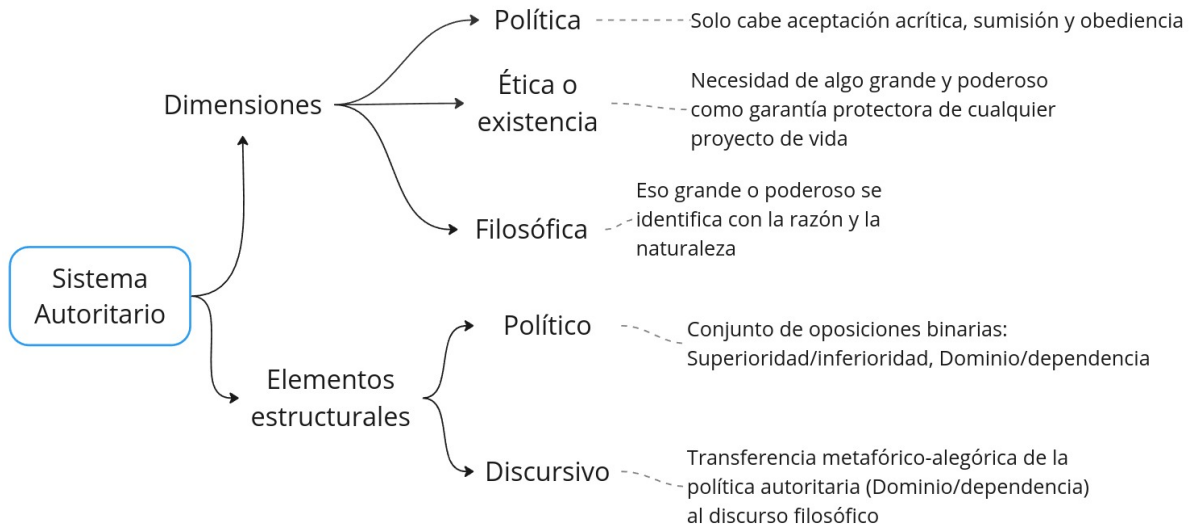 Política
Solo cabe aceptación acrítica, sumisión y obediencia
Dimensiones
Ética o
existencia
Necesidad de algo grande y poderoso
como garantía protectora de cualquier
proyecto de vida
Filosófica
Eso grande o poderoso se
identifica con la razón y la
naturaleza
Sistema
Autoritario
Elementos
estructurales
Político
Conjunto de oposiciones binarias:
Superioridad/inferioridad, Dominio/dependencia
Discursivo
Transferencia metafórico-alegórica de la
política autoritaria (Dominio/dependencia)
al discurso filosófico